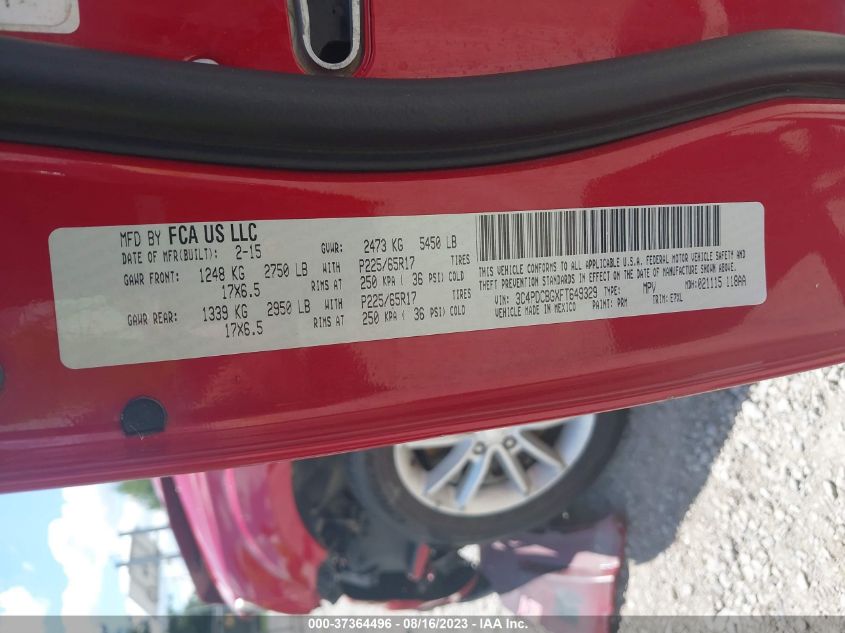 MFD BY FCA US LLC
DATE OF MFR(BUILT): 2-15 GVWR: 2473 KG 5450 LB
GAWR FRONT: 1248 KG 2750 LB WITH P225/65R17 TIRES
17X6.5 RIMS AT 250 KPA ( 36 PSI) COLD
GAWR REAR: 1339 KG 2950 LB WITH P225/65R17 TIRES
17X6.5 RIMS AT 250 KPA ( 36 PSI) COLD
THIS VEHICLE CONFORMS TO ALL APPLICABLE U.S.A. FEDERAL MOTOR VEHICLE SAFETY AND
THEFT PREVENTION STANDARDS IN EFFECT ON THE DATE OF MANUFACTURE SHOWN ABOVE.
VIN: 3C4PDCBGXFT649329 TYPE: MPV MDH: 021115 118AA
VEHICLE MADE IN MEXICO PAINT: PRM TRIM: E7XL
000-37364496 - 08/16/2023 - IAAI.COM